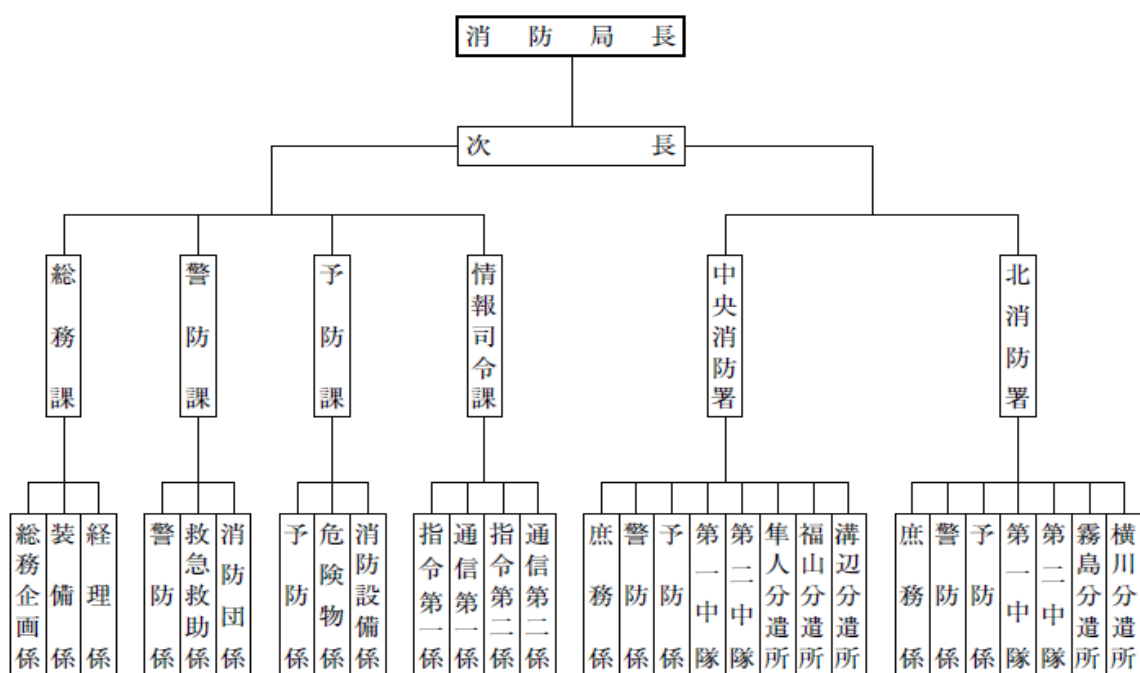 消防局長
次長
総務課
警防課
予防課
情報司令課
中央消防署
北消防署
総務企画係
装備係
経理係
警防係
救急救助係
消防団係
予防係
危険物係
消防設備係
指令第一係
通信第一係
指令第二係
通信第二係
庶務係
警防係
予防係
第一中隊
第二中隊
隼人分遣所
福山分遣所
溝辺分遣所
庶務係
警防係
予防係
第一中隊
第二中隊
霧島分遣所
横川分遣所